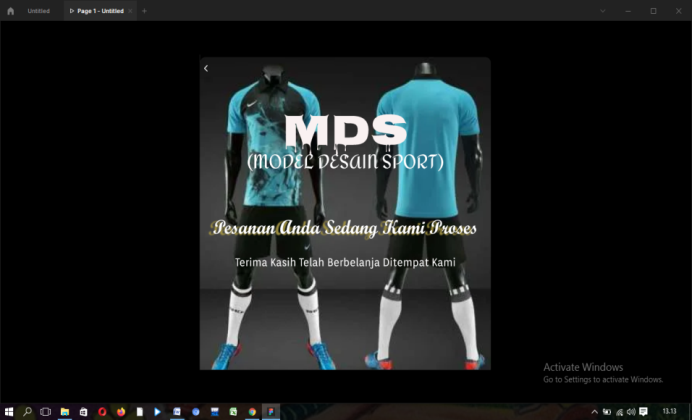 Untitled
Page 1 - Untitled
MDS
(MODEL DESAIN SPORT)
Pesanan Anda Sedang Kami Proses
Terima Kasih Telah Berbelanja Ditempat Kami
Activate Windows
Go to Settings to activate Windows.
13.13